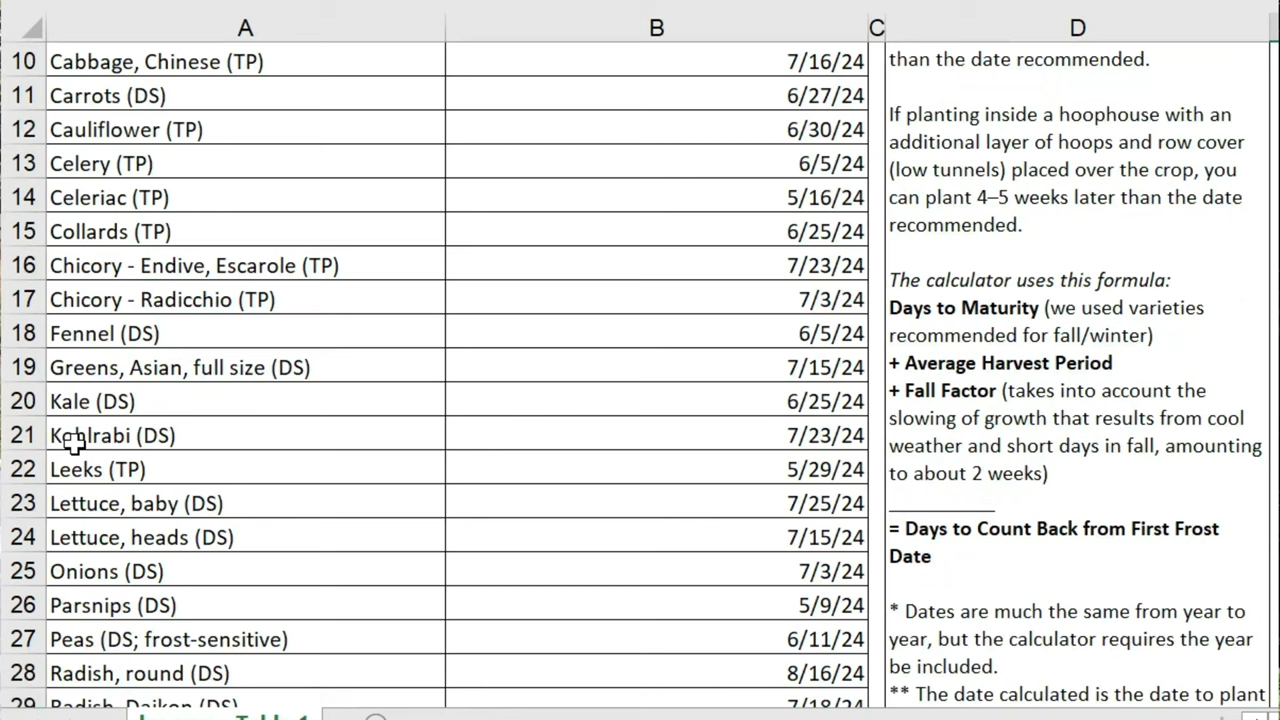 A B C D
10 Cabbage, Chinese (TP) 7/16/24
11 Carrots (DS) 6/27/24
12 Cauliflower (TP) 6/30/24
13 Celery (TP) 6/5/24
14 Celeriac (TP) 5/16/24
15 Collards (TP) 6/25/24
16 Chicory - Endive, Escarole (TP) 7/23/24
17 Chicory - Radicchio (TP) 7/3/24
18 Fennel (DS) 6/5/24
19 Greens, Asian, full size (DS) 7/15/24
20 Kale (DS) 6/25/24
21 Kohlrabi (DS) 7/23/24
22 Leeks (TP) 5/29/24
23 Lettuce, baby (DS) 7/25/24
24 Lettuce, heads (DS) 7/15/24
25 Onions (DS) 7/3/24
26 Parsnips (DS) 5/9/24
27 Peas (DS; frost-sensitive) 6/11/24
28 Radish, round (DS) 8/16/24
29 Radish, Daikon (DS) 7/18/24
than the date recommended.
If planting inside a hoophouse with an
additional layer of hoops and row cover
(low tunnels) placed over the crop, you
can plant 4–5 weeks later than the date
recommended.
The calculator uses this formula:
Days to Maturity (we used varieties
recommended for fall/winter)
+ Average Harvest Period
+ Fall Factor (takes into account the
slowing of growth that results from cool
weather and short days in fall, amounting
to about 2 weeks)
= Days to Count Back from First Frost
Date
* Dates are much the same from year to
year, but the calculator requires the year
be included.
** The date calculated is the date to plant